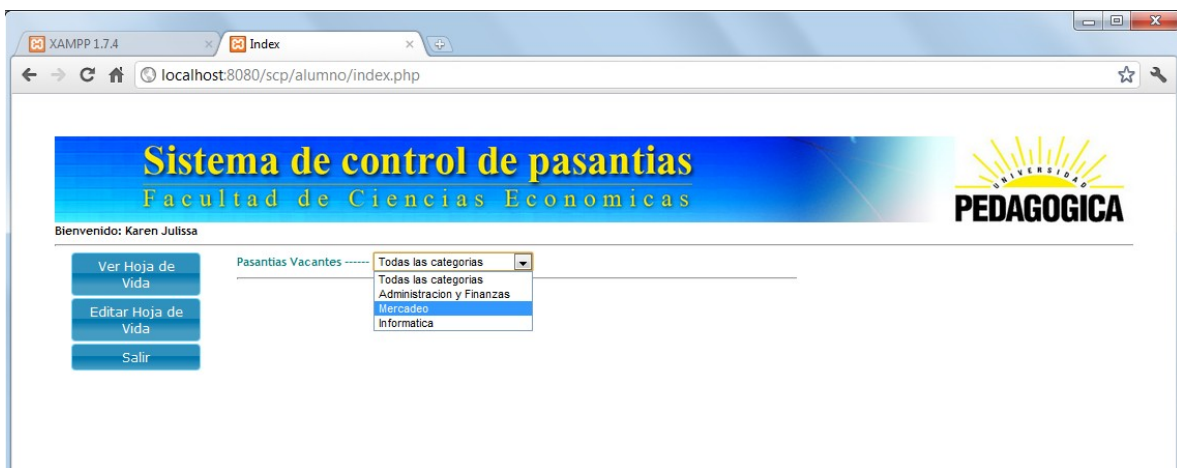 XAMPP 1.7.4
Index
localhost:8080/scp/alumno/index.php
Sistema de control de pasantias
Facultad de Ciencias Economicas
UNIVERSIDAD
PEDAGOGICA
Bienvenido: Karen Julissa
Ver Hoja de
Vida
Editar Hoja de
Vida
Salir
Pasantias Vacantes ------ Todas las categorias
Todas las categorias
Administracion y Finanzas
Mercadeo
Informatica